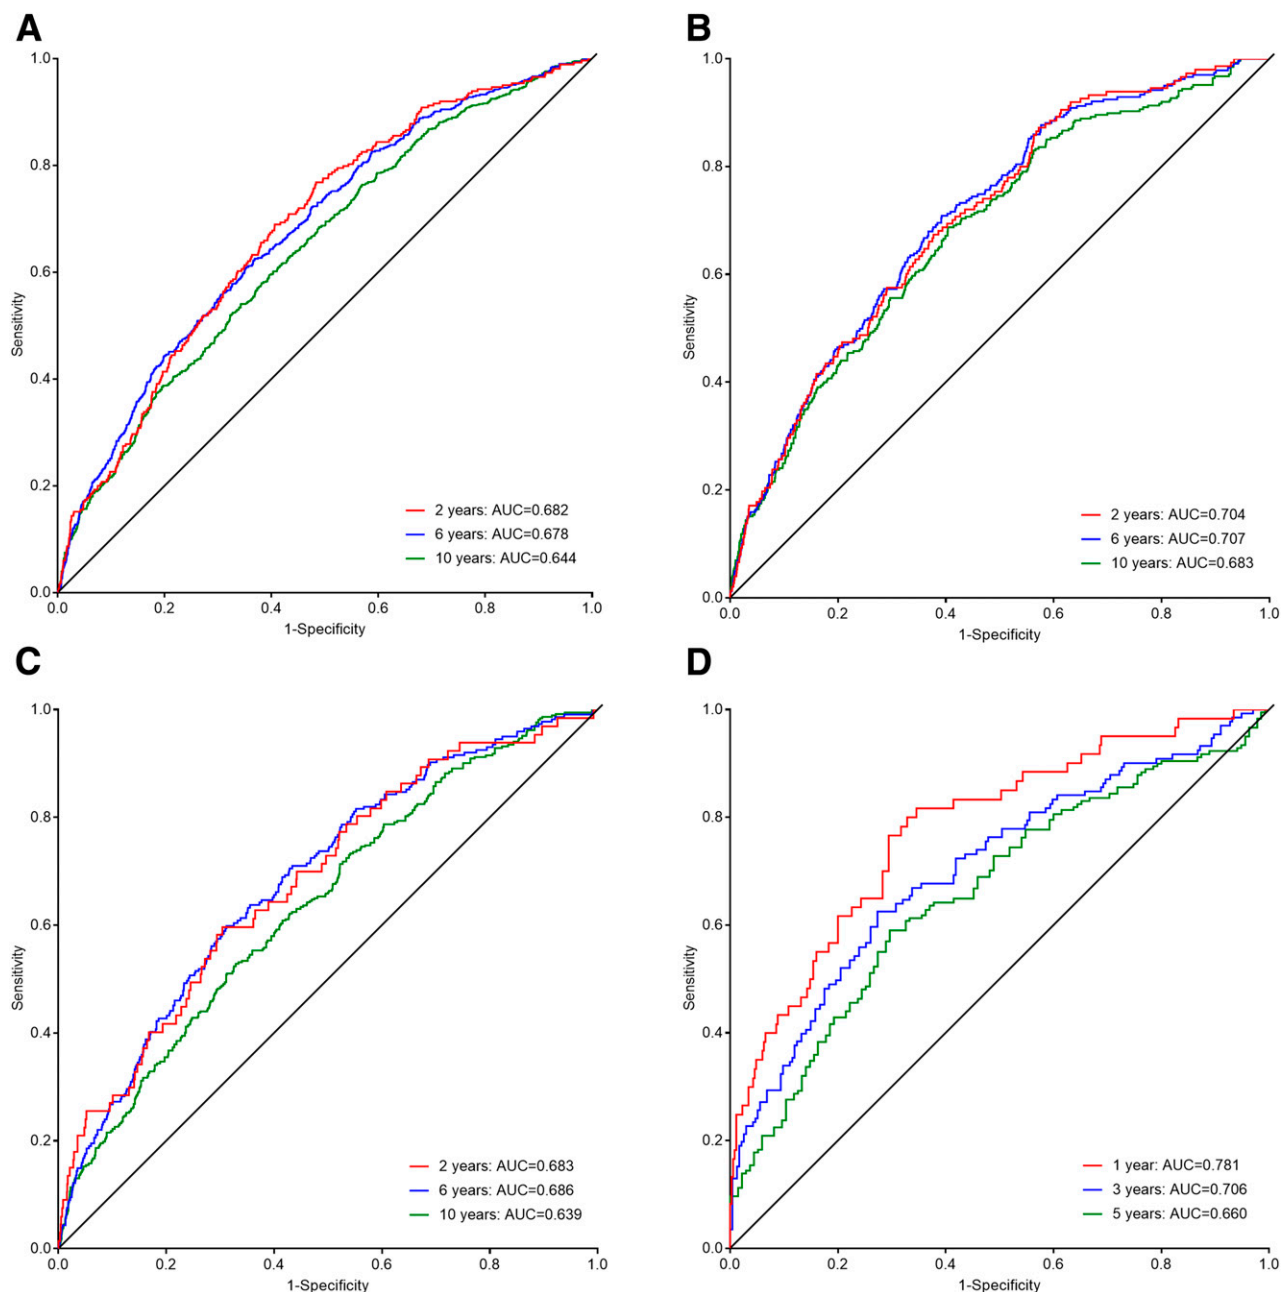 A
1.0
0.8
0.6
0.4
0.2
0.0
Sensitivity
2 years: AUC=0.682
6 years: AUC=0.678
10 years: AUC=0.644
0.0 0.2 0.4 0.6 0.8 1.0
1-Specificity
B
1.0
0.8
0.6
0.4
0.2
0.0
Sensitivity
2 years: AUC=0.704
6 years: AUC=0.707
10 years: AUC=0.683
0.0 0.2 0.4 0.6 0.8 1.0
1-Specificity
C
1.0
0.8
0.6
0.4
0.2
0.0
Sensitivity
2 years: AUC=0.683
6 years: AUC=0.686
10 years: AUC=0.639
0.0 0.2 0.4 0.6 0.8 1.0
1-Specificity
D
1.0
0.8
0.6
0.4
0.2
0.0
Sensitivity
1 year: AUC=0.781
3 years: AUC=0.706
5 years: AUC=0.660
0.0 0.2 0.4 0.6 0.8 1.0
1-Specificity